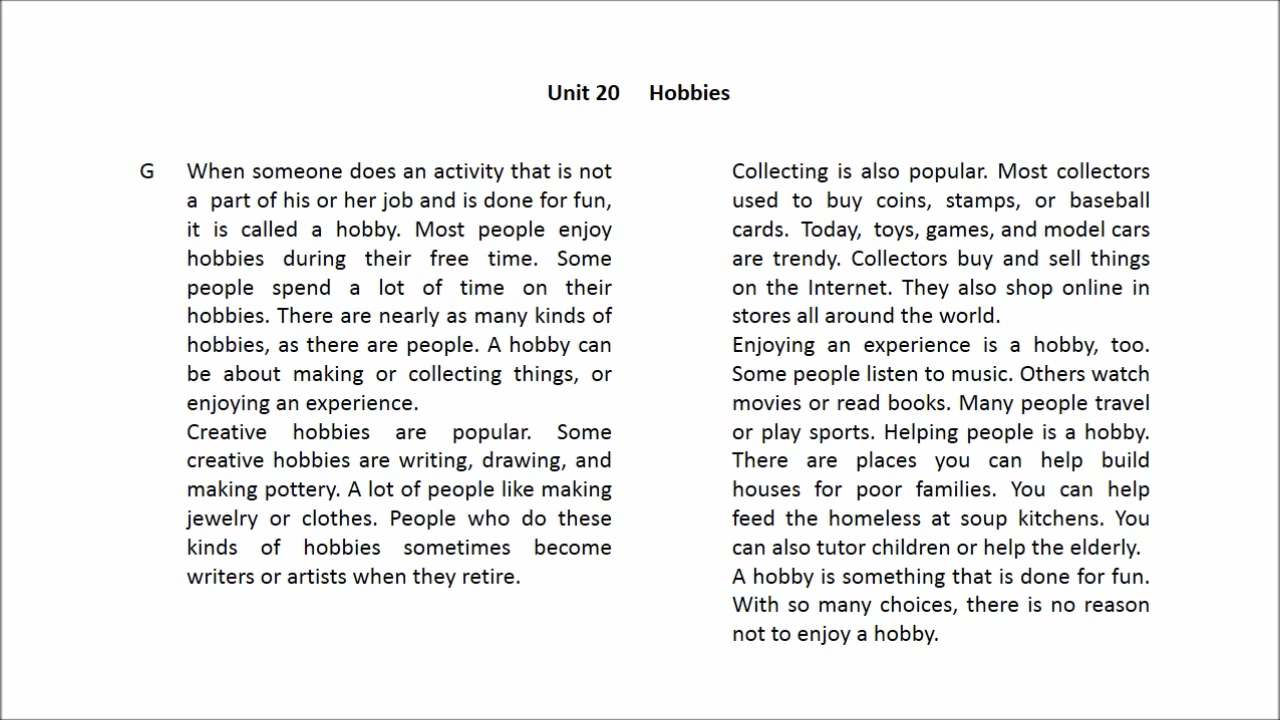 Unit 20 Hobbies
G When someone does an activity that is not
a part of his or her job and is done for fun,
it is called a hobby. Most people enjoy
hobbies during their free time. Some
people spend a lot of time on their
hobbies. There are nearly as many kinds of
hobbies, as there are people. A hobby can
be about making or collecting things, or
enjoying an experience.
Creative hobbies are popular. Some
creative hobbies are writing, drawing, and
making pottery. A lot of people like making
jewelry or clothes. People who do these
kinds of hobbies sometimes become
writers or artists when they retire.
Collecting is also popular. Most collectors
used to buy coins, stamps, or baseball
cards. Today, toys, games, and model cars
are trendy. Collectors buy and sell things
on the Internet. They also shop online in
stores all around the world.
Enjoying an experience is a hobby, too.
Some people listen to music. Others watch
movies or read books. Many people travel
or play sports. Helping people is a hobby.
There are places you can help build
houses for poor families. You can help
feed the homeless at soup kitchens. You
can also tutor children or help the elderly.
A hobby is something that is done for fun.
With so many choices, there is no reason
not to enjoy a hobby.